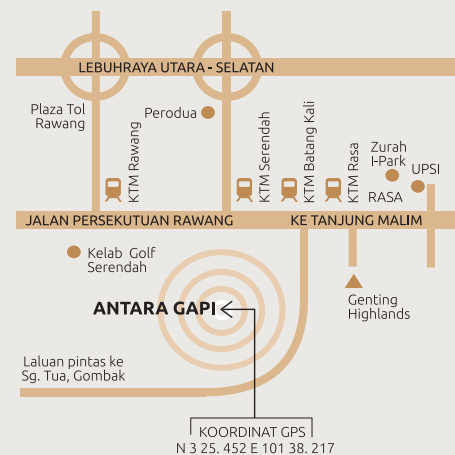 LEBUHRAYA UTARA - SELATAN
Plaza Tol
Rawang
Perodua
KTM Rawang
KTM Serendah
KTM Batang Kali
KTM Rasa
Zurah
I-Park
UPSI
RASA
JALAN PERSEKUTUAN RAWANG
KE TANJUNG MALIM
Kelab Golf
Serendah
ANTARA GAPI
Genting
Highlands
Laluan pintas ke
Sg. Tua, Gombak
KOORDINAT GPS
N 3 25. 452 E 101 38. 217